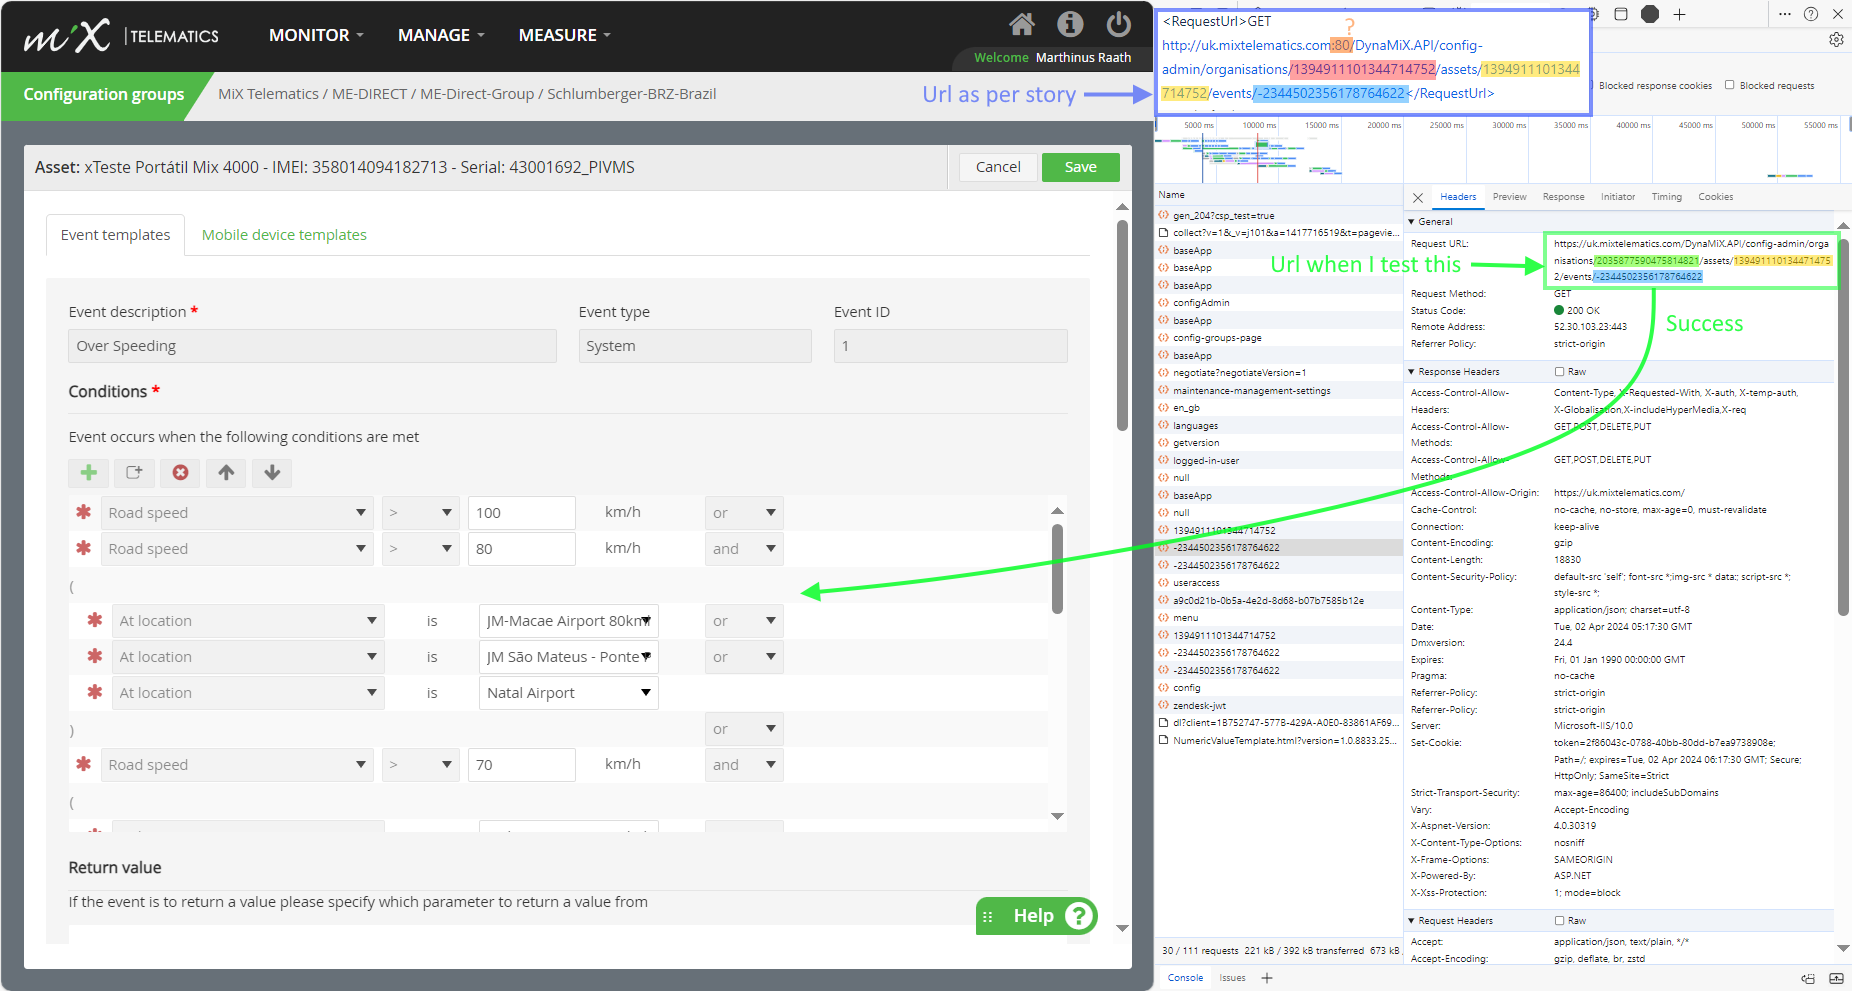 miX TELEMATICS
MONITOR MANAGE MEASURE
Welcome Marthinus Raath
Configuration groups
MiX Telematics / ME-DIRECT / ME-Direct-Group / Schlumberger-BRZ-Brazil
Asset: xTeste Portátil Mix 4000 - IMEI: 358014094182713 - Serial: 43001692_PIVMS
Cancel Save
Event templates Mobile device templates
Event description * Event type Event ID
Over Speeding System 1
Conditions *
Event occurs when the following conditions are met
Road speed > 100 km/h or
Road speed > 80 km/h and
(
At location is JM-Macae Airport 80km or
At location is JM São Mateus - Ponte or
At location is Natal Airport
) or
Road speed > 70 km/h and
(
Return value
If the event is to return a value please specify which parameter to return a value from
Help ?
Url as per story
<RequestUrl>GET
?
http://uk.mixtelematics.com:80/DynaMiX.API/config-
admin/organisations/1394911101344714752/assets/1394911101344
714752/events/-2344502356178764622</RequestUrl>
Blocked response cookies Blocked requests
5000 ms 10000 ms 15000 ms 20000 ms 25000 ms 30000 ms 35000 ms 40000 ms 45000 ms 50000 ms 55000 ms
Name
gen_204?csp_test=true
collect?v=1&_v=j101&a=1417716519&t=pagevie...
baseApp
baseApp
baseApp
configAdmin
baseApp
config-groups-page
baseApp
negotiate?negotiateVersion=1
maintenance-management-settings
en_gb
languages
getversion
logged-in-user
null
baseApp
null
1394911101344714752
-2344502356178764622
-2344502356178764622
useraccess
a9c0d21b-0b5a-4e2d-8d68-b07b7585b12e
menu
1394911101344714752
-2344502356178764622
-2344502356178764622
config
zendesk-jwt
dl?client=1B752747-577B-429A-A0E0-83861AF69...
NumericValueTemplate.html?version=1.0.8833.25...
30 / 111 requests 221 kB / 392 kB transferred 673 kB
Console Issues
Headers Preview Response Initiator Timing Cookies
General
Url when I test this
Request URL: https://uk.mixtelematics.com/DynaMiX.API/config-admin/orga
nisations/2035877590475814821/assets/139491110134471475
2/events/-2344502356178764622
Request Method: GET
Status Code: 200 OK
Remote Address: 52.30.103.23:443
Referrer Policy: strict-origin
Success
Response Headers Raw
Access-Control-Allow-Headers: Content-Type, X-Requested-With, X-auth, X-temp-auth,
X-Globalisation,X-includeHyperMedia,X-req
Access-Control-Allow-Methods: GET,POST,DELETE,PUT
Access-Control-Allow-Methods: GET,POST,DELETE,PUT
Access-Control-Allow-Origin: https://uk.mixtelematics.com/
Cache-Control: no-cache, no-store, max-age=0, must-revalidate
Connection: keep-alive
Content-Encoding: gzip
Content-Length: 18830
Content-Security-Policy: default-src 'self'; font-src *;img-src * data:; script-src *;
style-src *;
Content-Type: application/json; charset=utf-8
Date: Tue, 02 Apr 2024 05:17:30 GMT
Dmxversion: 24.4
Expires: Fri, 01 Jan 1990 00:00:00 GMT
Pragma: no-cache
Referrer-Policy: strict-origin
Referrer-Policy: strict-origin
Server: Microsoft-IIS/10.0
Set-Cookie: token=2f86043c-0788-40bb-80dd-b7ea9738908e;
Path=/; expires=Tue, 02 Apr 2024 06:17:30 GMT; Secure;
HttpOnly; SameSite=Strict
Strict-Transport-Security: max-age=86400; includeSubDomains
Vary: Accept-Encoding
X-Aspnet-Version: 4.0.30319
X-Content-Type-Options: nosniff
X-Frame-Options: SAMEORIGIN
X-Powered-By: ASP.NET
X-Xss-Protection: 1; mode=block
Request Headers Raw
Accept: application/json, text/plain, */*
Accept-Encoding: gzip, deflate, br, zstd